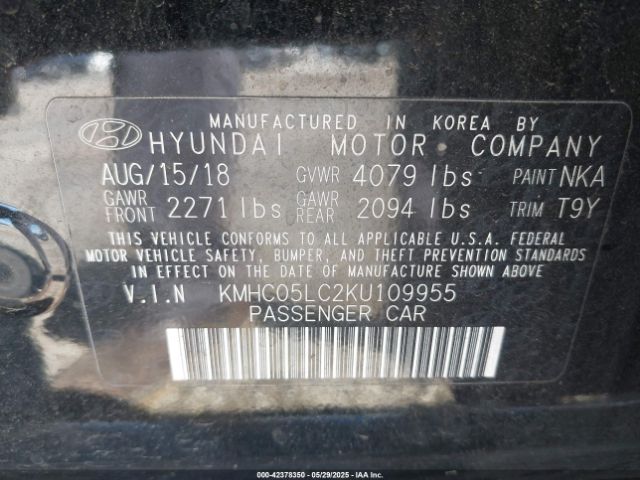 MANUFACTURED IN KOREA BY
HYUNDAI MOTOR COMPANY
AUG/15/18 GVWR 4079 lbs PAINT NKA
GAWR FRONT 2271 lbs GAWR REAR 2094 lbs TRIM T9Y
THIS VEHICLE CONFORMS TO ALL APPLICABLE U.S.A. FEDERAL
MOTOR VEHICLE SAFETY, BUMPER, AND THEFT PREVENTION STANDARDS
IN EFFECT ON THE DATE OF MANUFACTURE SHOWN ABOVE
V.I.N KMHC05LC2KU109955
PASSENGER CAR
000-42378350 - 05/29/2025 - IAA Inc.